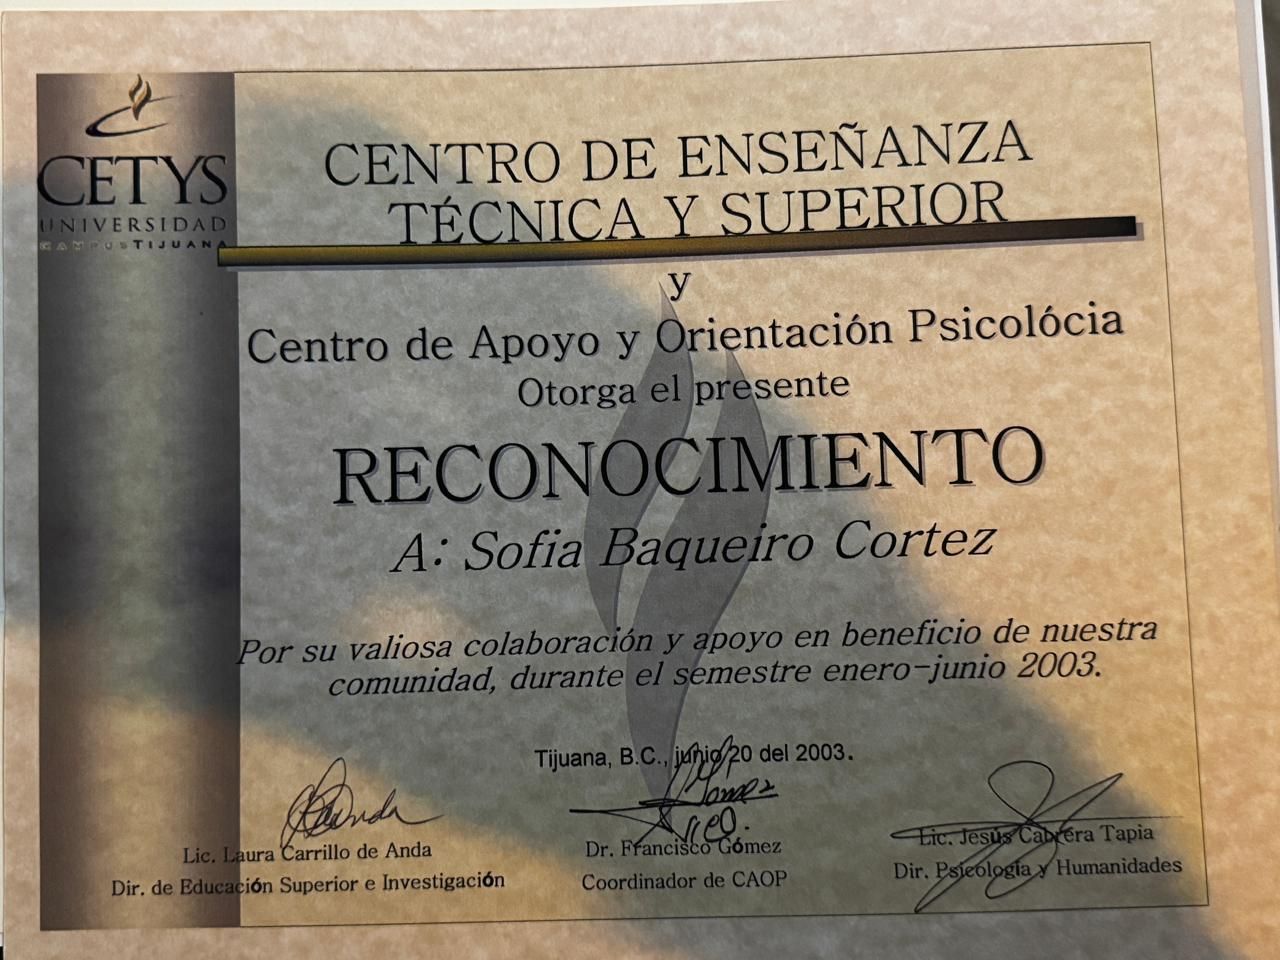 CETYS
UNIVERSIDAD
CAMPUS TIJUANA
CENTRO DE ENSEÑANZA
TÉCNICA Y SUPERIOR
y
Centro de Apoyo y Orientación Psicolócia
Otorga el presente
RECONOCIMIENTO
A: Sofia Baqueiro Cortez
Por su valiosa colaboración y apoyo en beneficio de nuestra
comunidad, durante el semestre enero-junio 2003.
Tijuana, B.C., junio 20 del 2003.
Lic. Laura Carrillo de Anda
Dir. de Educación Superior e Investigación
Dr. Francisco Gómez
Coordinador de CAOP
Lic. Jesús Cabrera Tapia
Dir. Psicología y Humanidades